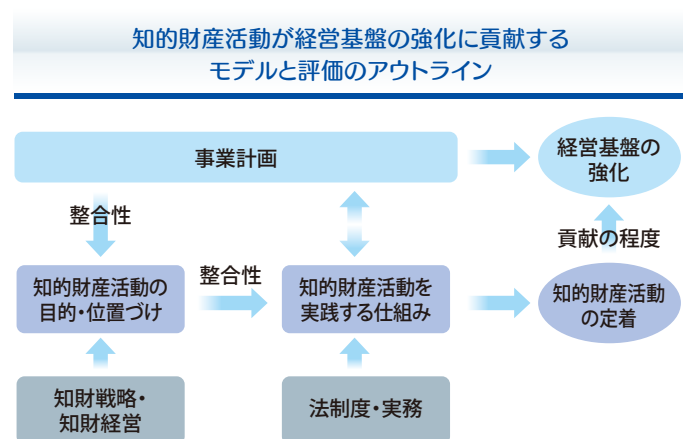 知的財産活動が経営基盤の強化に貢献する
モデルと評価のアウトライン
事業計画
経営基盤の
強化
整合性
貢献の程度
知的財産活動の
目的・位置づけ
整合性
知的財産活動を
実践する仕組み
知的財産活動
の定着
知財戦略・
知財経営
法制度・実務